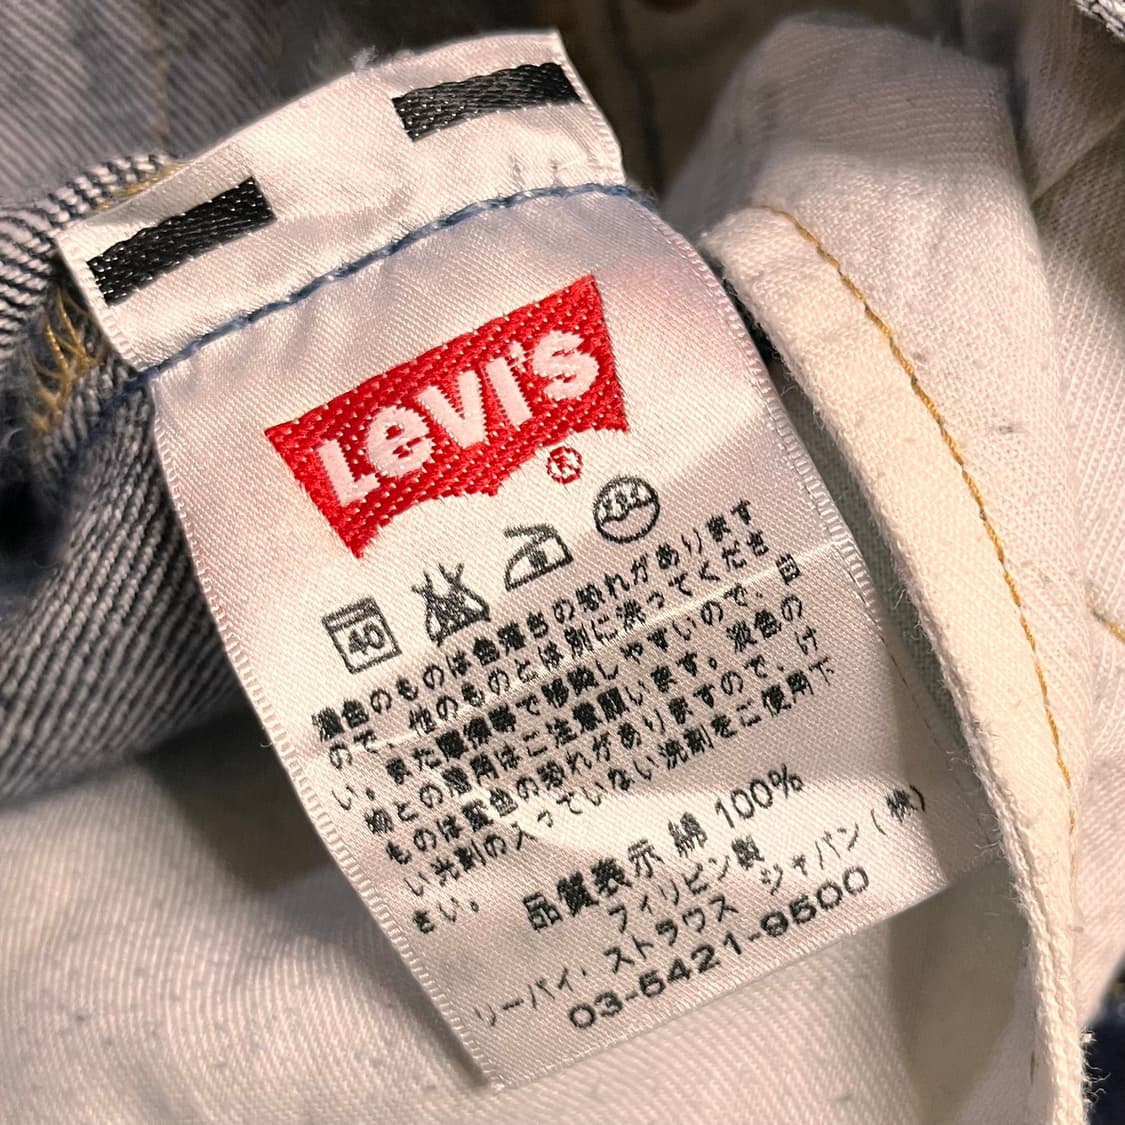 Levi's
®
40
濃色のものは色落ちの恐れがあります
ので、他のものとは別に洗ってくださ
い。また摩擦等で移染しやすいので、白
物との着用はご注意願います。淡色の
ものは変色の恐れがありますので、け
い光剤の入っていない洗剤をご使用下
さい。
品質表示 綿 100%
フィリピン製
リーバイ・ストラウス ジャパン(株)
03-5421-9500